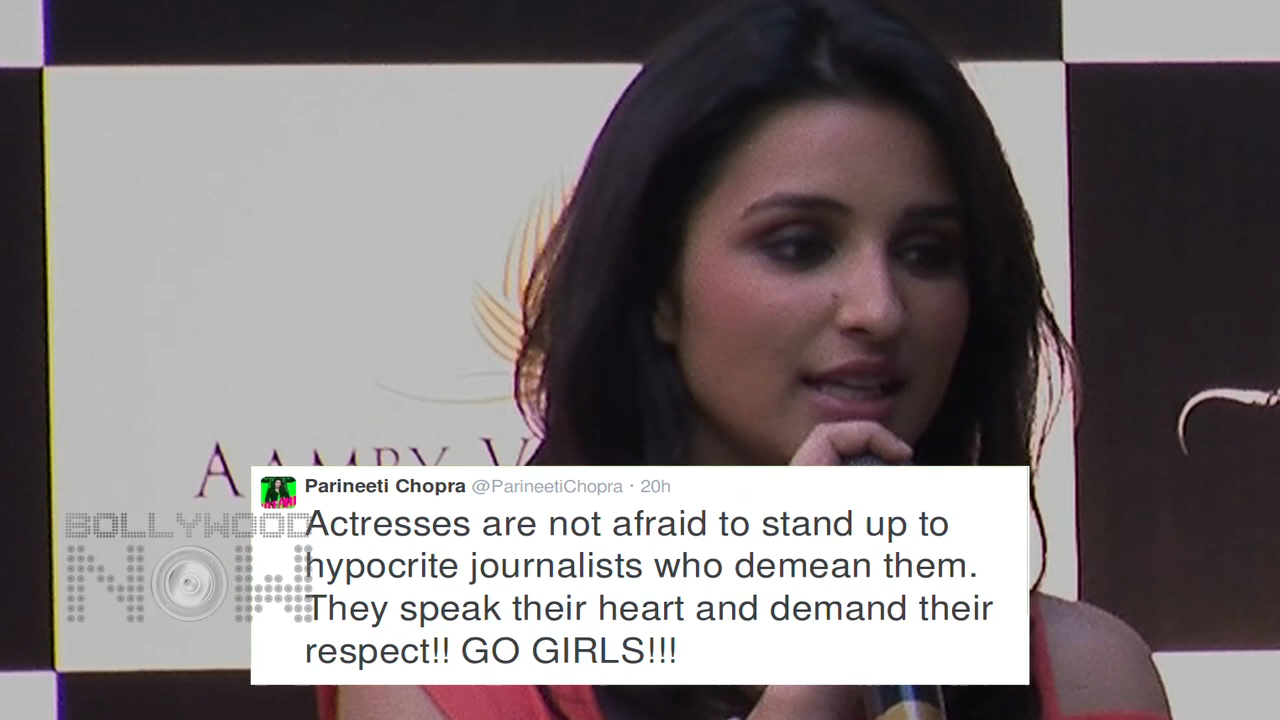 AAMBY V
Parineeti Chopra @ParineetiChopra · 20h
Actresses are not afraid to stand up to
hypocrite journalists who demean them.
They speak their heart and demand their
respect!! GO GIRLS!!!
BOLLYWOOD
NOW